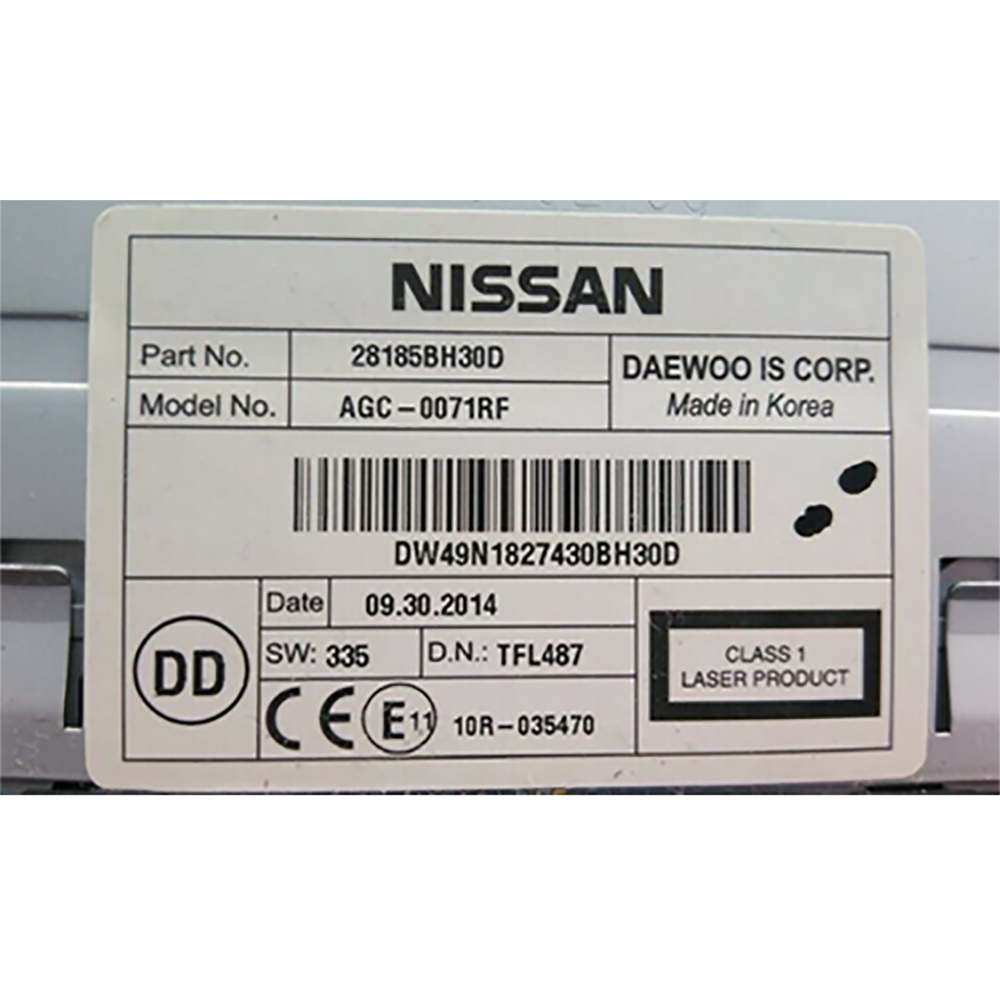 NISSAN
Part No. 28185BH30D
Model No. AGC-0071RF
DAEWOO IS CORP.
Made in Korea
DW49N1827430BH30D
DD
Date 09.30.2014
SW: 335 D.N.: TFL487
CE E11 10R-035470
CLASS 1
LASER PRODUCT